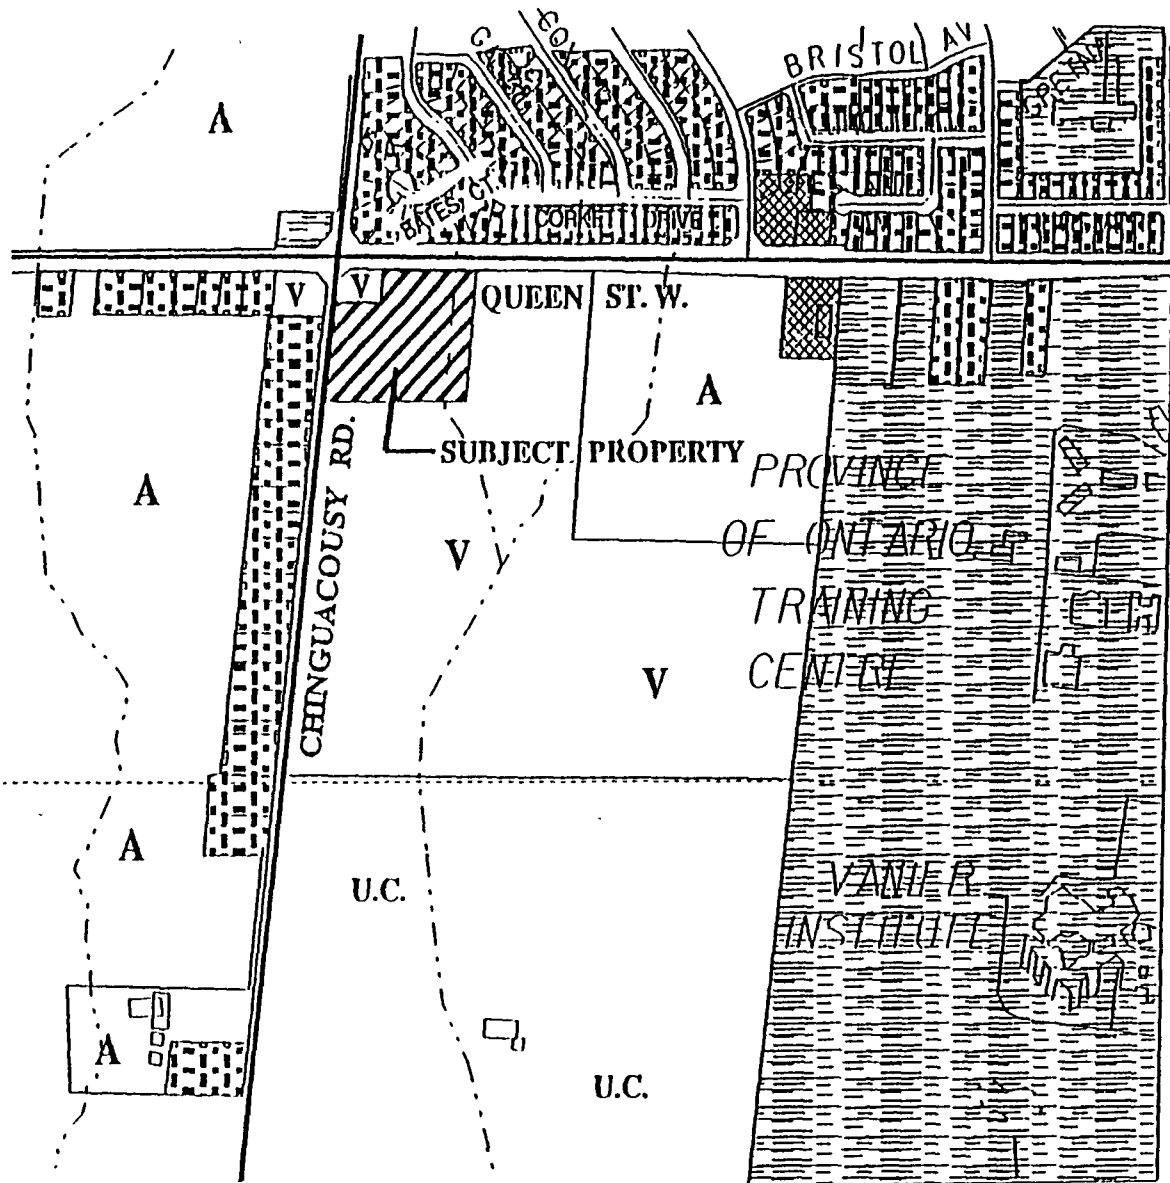 BRISTOL AV
A
BATES CT
CORKETT DRIVE
V
V
QUEEN ST. W.
A
SUBJECT PROPERTY
CHINGUACOUSY RD.
A
V
V
PROVINCE
OF ONTARIO
TRAINING
CENTRE
A
U.C.
VANIER
INSTITUTE
A
U.C.